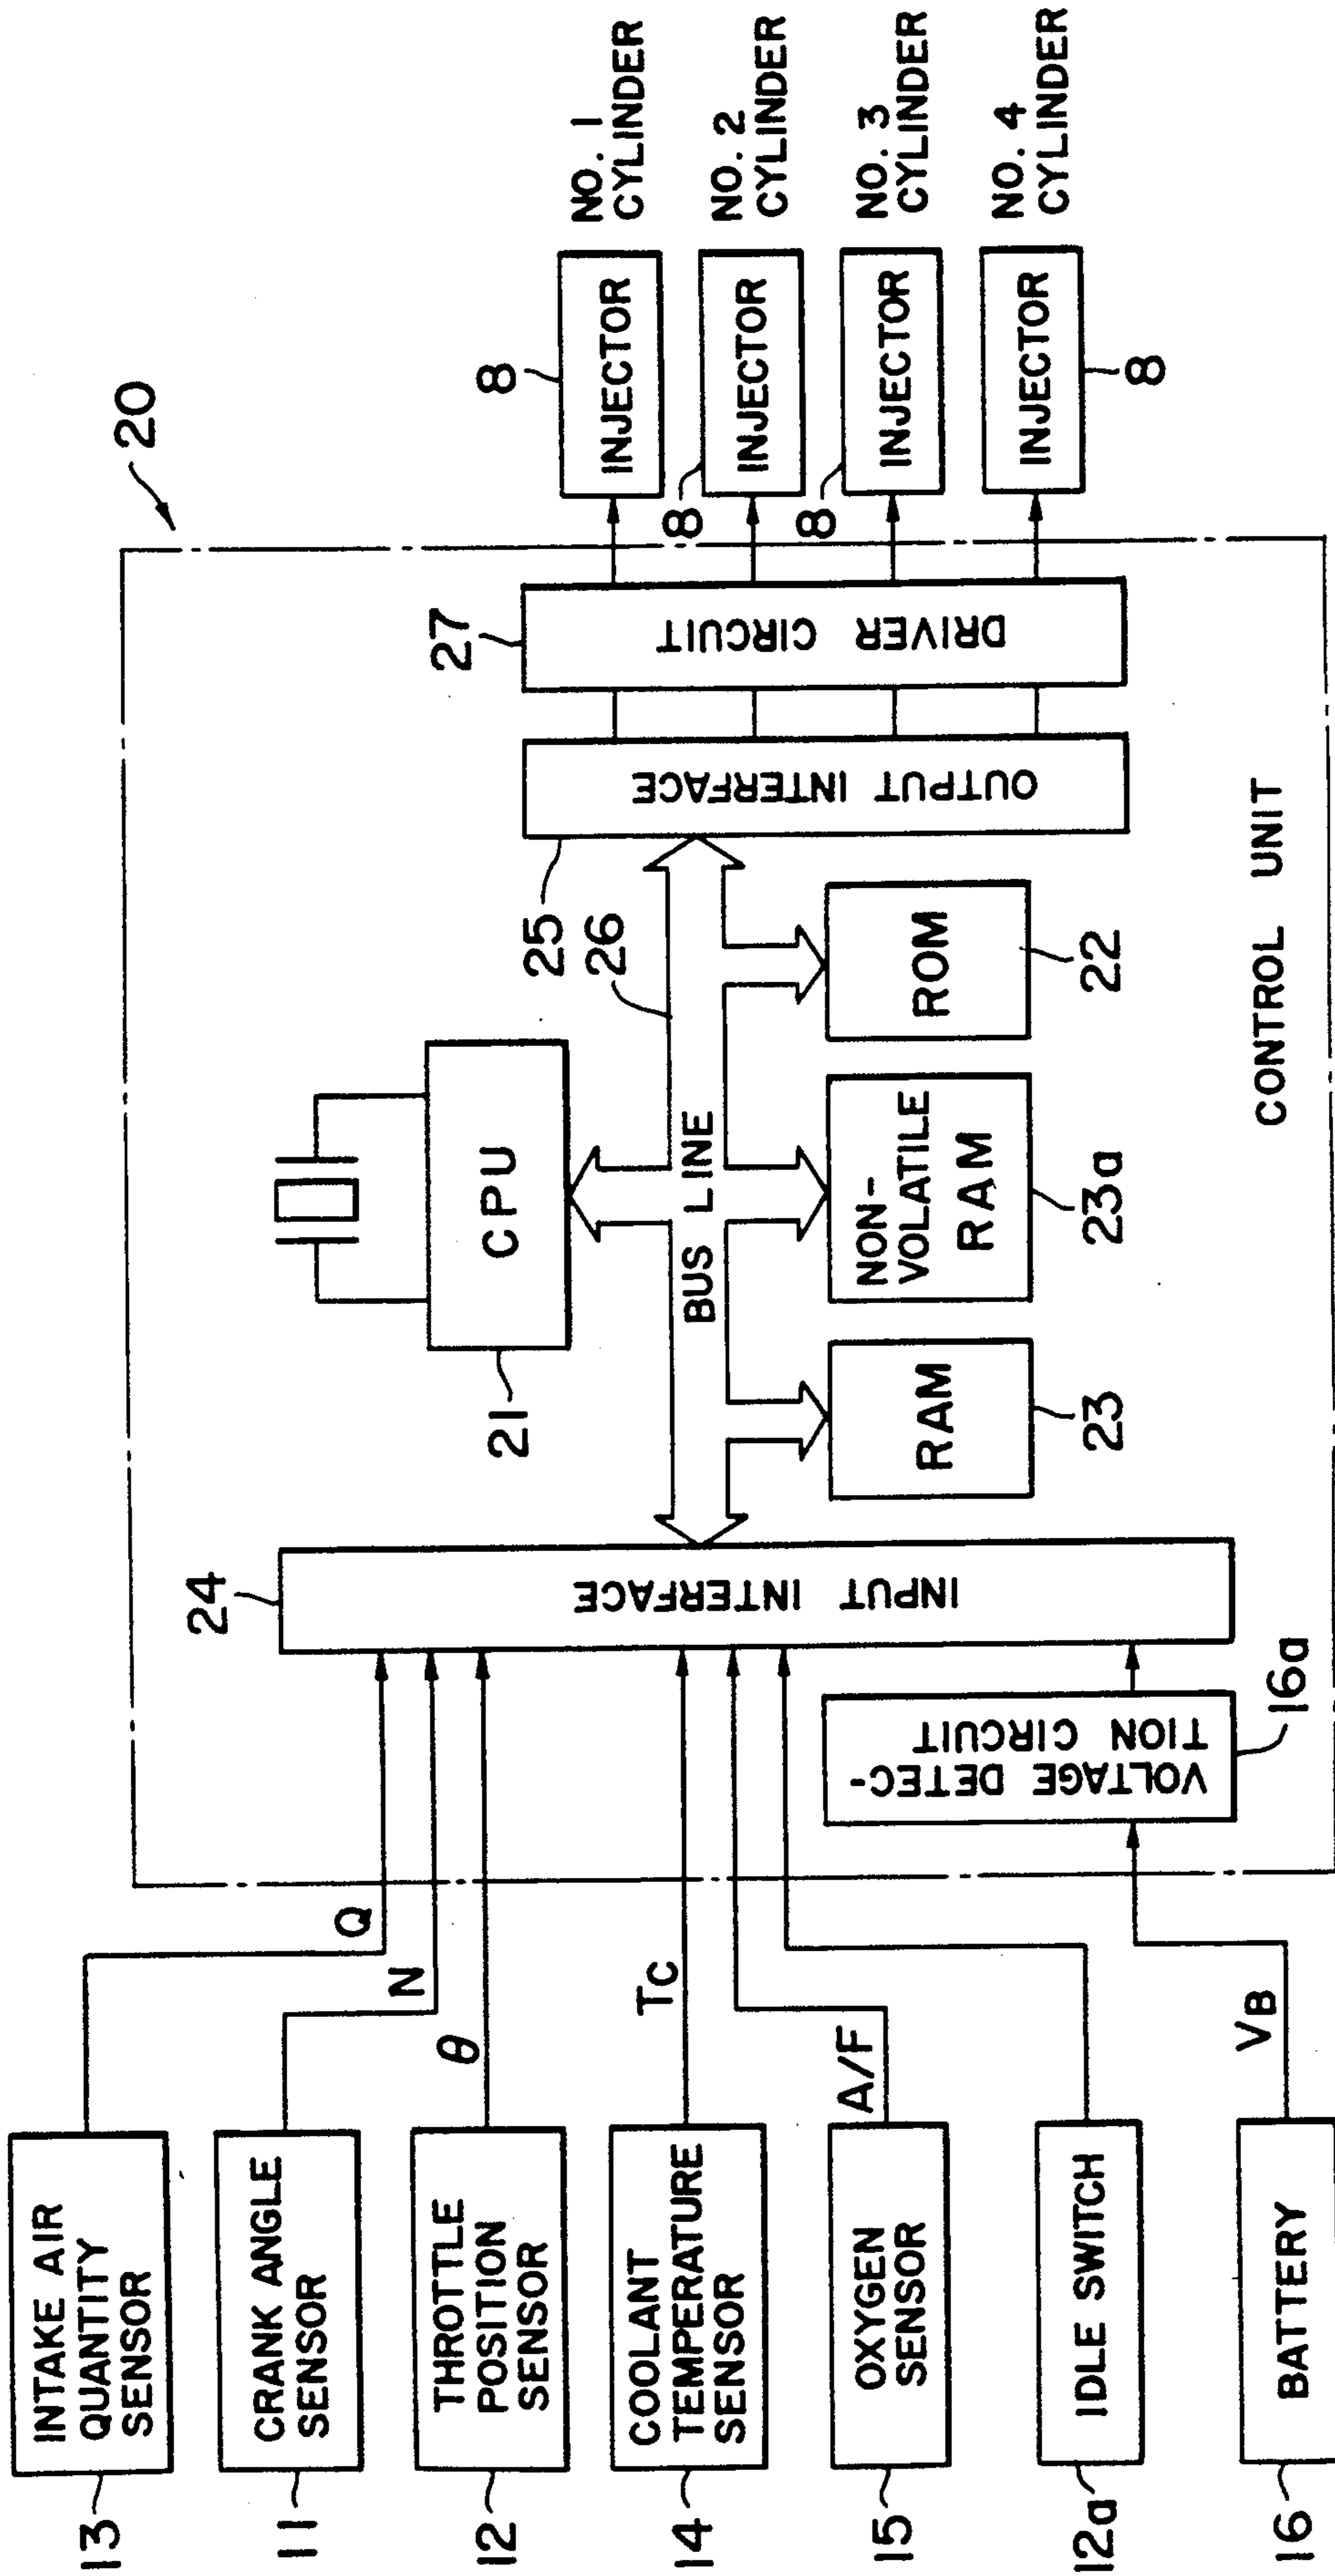 20
NO. 1
CYLINDER
NO. 2
CYLINDER
NO. 3
CYLINDER
NO. 4
CYLINDER
8
INJECTOR
8
INJECTOR
8
INJECTOR
INJECTOR
8
27
DRIVER CIRCUIT
OUTPUT INTERFACE
25
26
CPU
21
BUS LINE
ROM
22
NON-
VOLATILE
RAM
23a
RAM
23
24
INPUT INTERFACE
VOLTAGE DETEC-
TION CIRCUIT
16a
CONTROL UNIT
Q
N
θ
TC
A/F
VB
INTAKE AIR
QUANTITY
SENSOR
13
CRANK ANGLE
SENSOR
11
THROTTLE
POSITION
SENSOR
12
COOLANT
TEMPERATURE
SENSOR
14
OXYGEN
SENSOR
15
IDLE SWITCH
12a
BATTERY
16